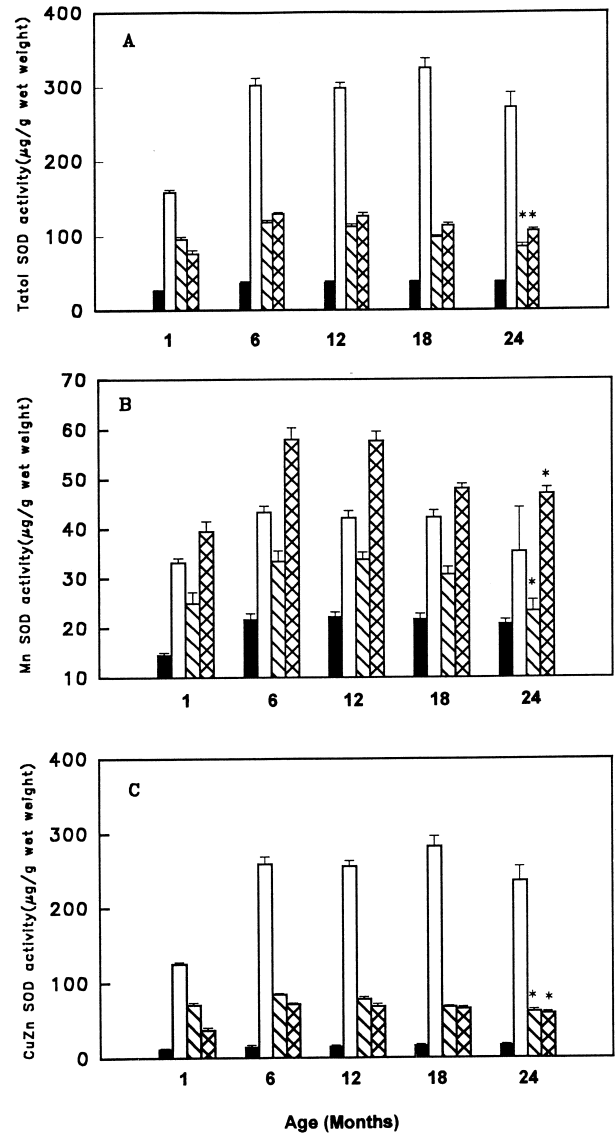 A
Tatol SOD activity(μg/g wet weight)
400
300
200
100
0
**
1 6 12 18 24
B
Mn SOD activity(μg/g wet weight)
70
60
50
40
30
20
10
*
*
1 6 12 18 24
C
CuZn SOD activity(μg/g wet weight)
400
300
200
100
0
* *
1 6 12 18 24
Age (Months)